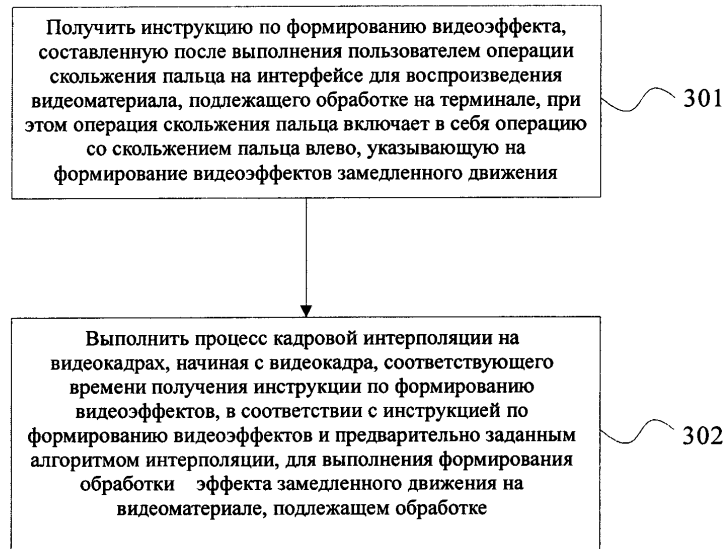 Получить инструкцию по формированию видеоэффекта,
составленную после выполнения пользователем операции
скольжения пальца на интерфейсе для воспроизведения
видеоматериала, подлежащего обработке на терминале, при
этом операция скольжения пальца включает в себя операцию
со скольжением пальца влево, указывающую на
формирование видеоэффектов замедленного движения
301
Выполнить процесс кадровой интерполяции на
видеокадрах, начиная с видеокадра, соответствующего
времени получения инструкции по формированию
видеоэффектов, в соответствии с инструкцией по
формированию видеоэффектов и предварительно заданным
алгоритмом интерполяции, для выполнения формирования
обработки эффекта замедленного движения на
видеоматериале, подлежащем обработке
302